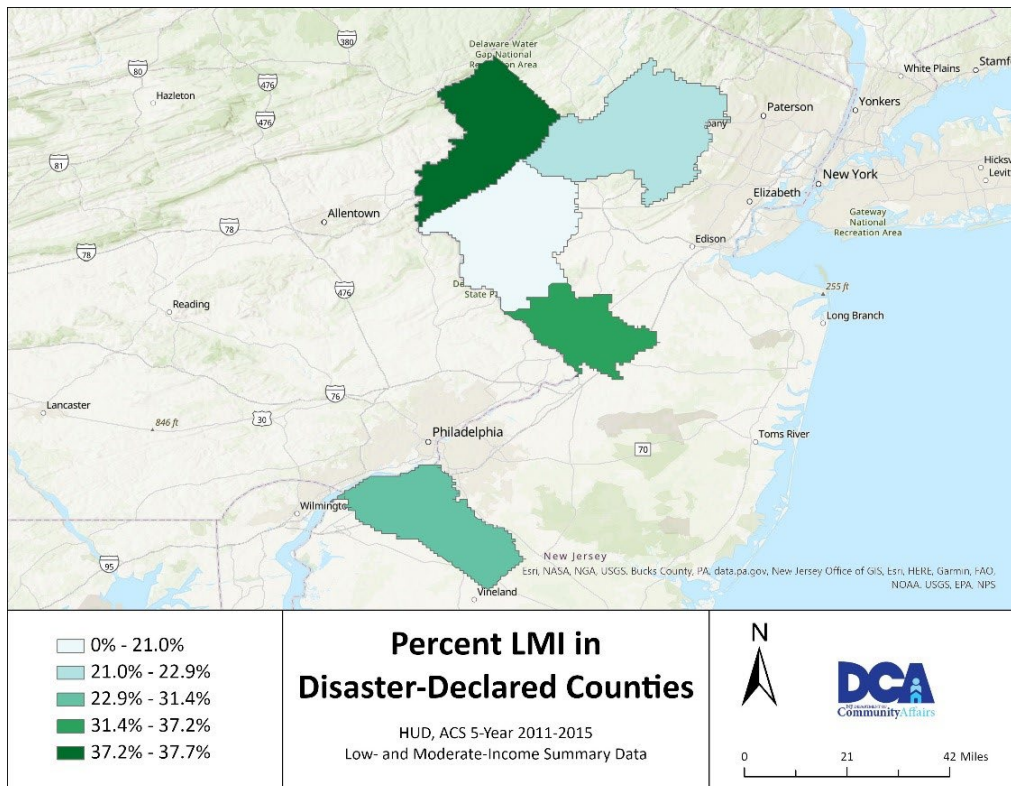 380
Delaware Water
Gap National
Recreation Area
80
476
Hazleton
476
81
White Plains
Stamf
Paterson
Yonkers
pany
New York
Hicksv
Levit
Elizabeth
Allentown
78
78
Gateway
National
Recreation Area
Edison
476
De
State P
Reading
255 ft
Long Branch
76
Lancaster
846 ft
30
Philadelphia
70
Toms River
Wilmingt
95
New Jersey
Vineland
Esri, NASA, NGA, USGS. Bucks County, PA, data.pa.gov, New Jersey Office of GIS, Esri, HERE, Garmin, FAO,
NOAA. USGS, EPA, NPS
0% - 21.0%
21.0% - 22.9%
22.9% - 31.4%
31.4% - 37.2%
37.2% - 37.7%
Percent LMI in
Disaster-Declared Counties
HUD, ACS 5-Year 2011-2015
Low- and Moderate-Income Summary Data
N
DCA
Community Affairs
0 21 42 Miles